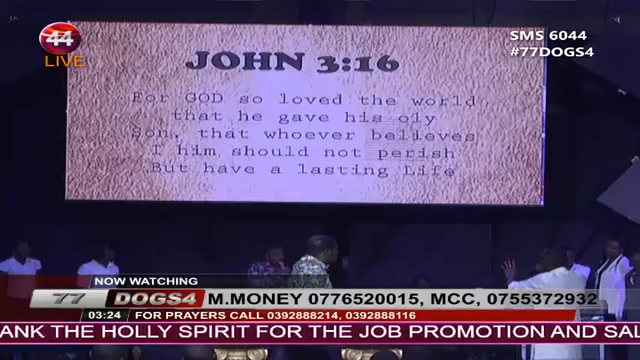 44
LIVE
SMS 6044
#77DOGS4
JOHN 3:16
For GOD so loved the world
that he gave his oly
Son, that whoever believes
I him should not perish
But have a lasting Life
NOW WATCHING
77 DOGS4 M.MONEY 0776520015, MCC, 0755372932
03:24 FOR PRAYERS CALL 0392888214, 0392888116
ANK THE HOLLY SPIRIT FOR THE JOB PROMOTION AND SAL